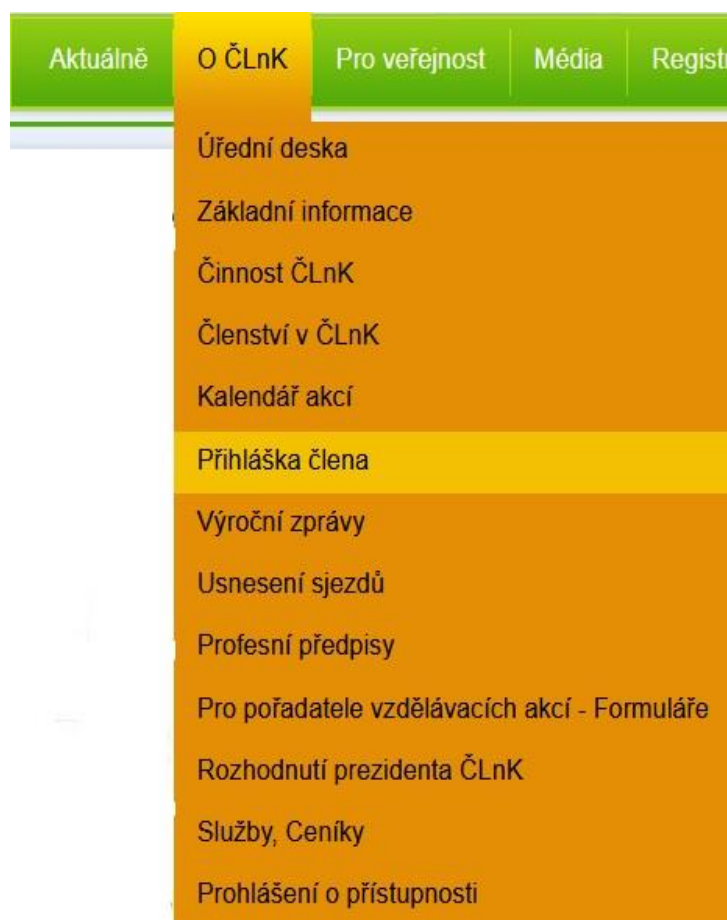 Aktuálně O ČLnK Pro veřejnost Média
Úřední deska
Základní informace
Činnost ČLnK
Členství v ČLnK
Kalendář akcí
Přihláška člena
Výroční zprávy
Usnesení sjezdů
Profesní předpisy
Pro pořadatele vzdělávacích akcí - Formuláře
Rozhodnutí prezidenta ČLnK
Služby, Ceníky
Prohlášení o přístupnosti